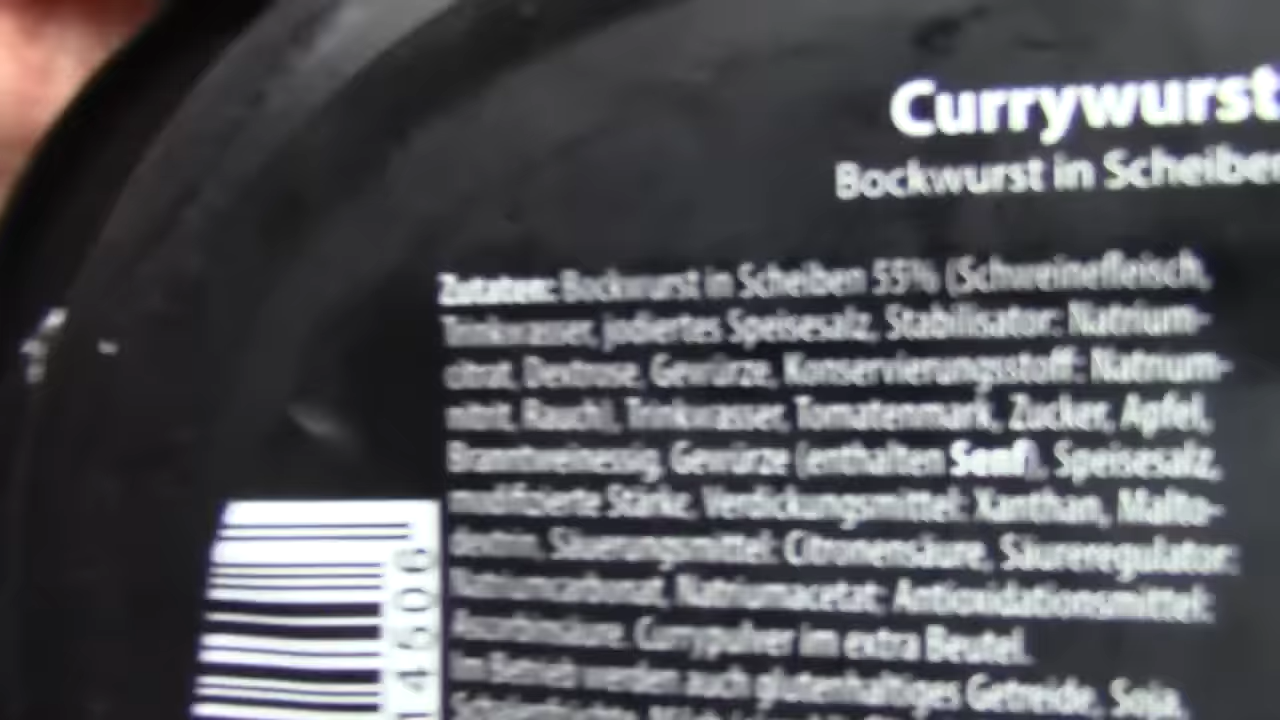 Currywurst
Bockwurst in Scheiben
Zutaten: Bockwurst in Scheiben 55% (Schweinefleisch,
Trinkwasser, jodiertes Speisesalz, Stabilisator: Natrium-
citrat, Dextrose, Gewürze, Konservierungsstoff: Natrium-
nitrit, Rauch), Trinkwasser, Tomatenmark, Zucker, Apfel,
Branntweinessig, Gewürze (enthalten Senf), Speisesalz,
modifizierte Stärke, Verdickungsmittel: Xanthan, Malto-
dextrin, Säuerungsmittel: Citronensäure, Säureregulator:
Natriumacetat; Antioxidationsmittel:
Ascorbinsäure. Currypulver im extra Beutel.
Im Betrieb werden auch glutenhaltiges Getreide, Soja,
14506